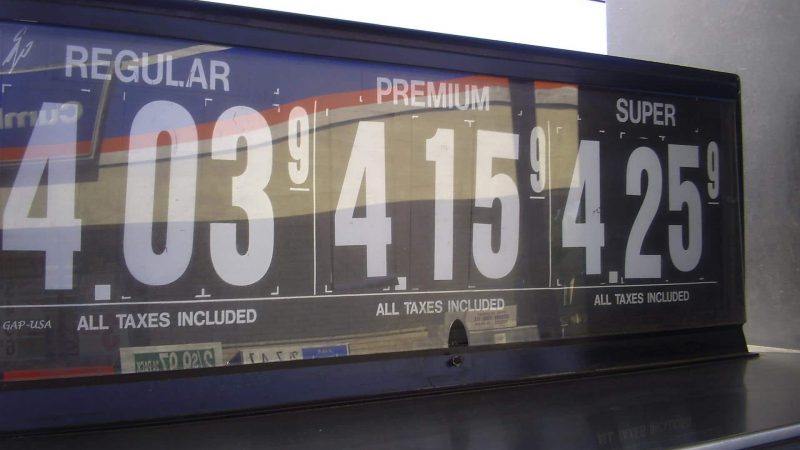 REGULAR
PREMIUM
SUPER
4.03 9
4.15 9
4.25 9
ALL TAXES INCLUDED
ALL TAXES INCLUDED
ALL TAXES INCLUDED
GAP-USA